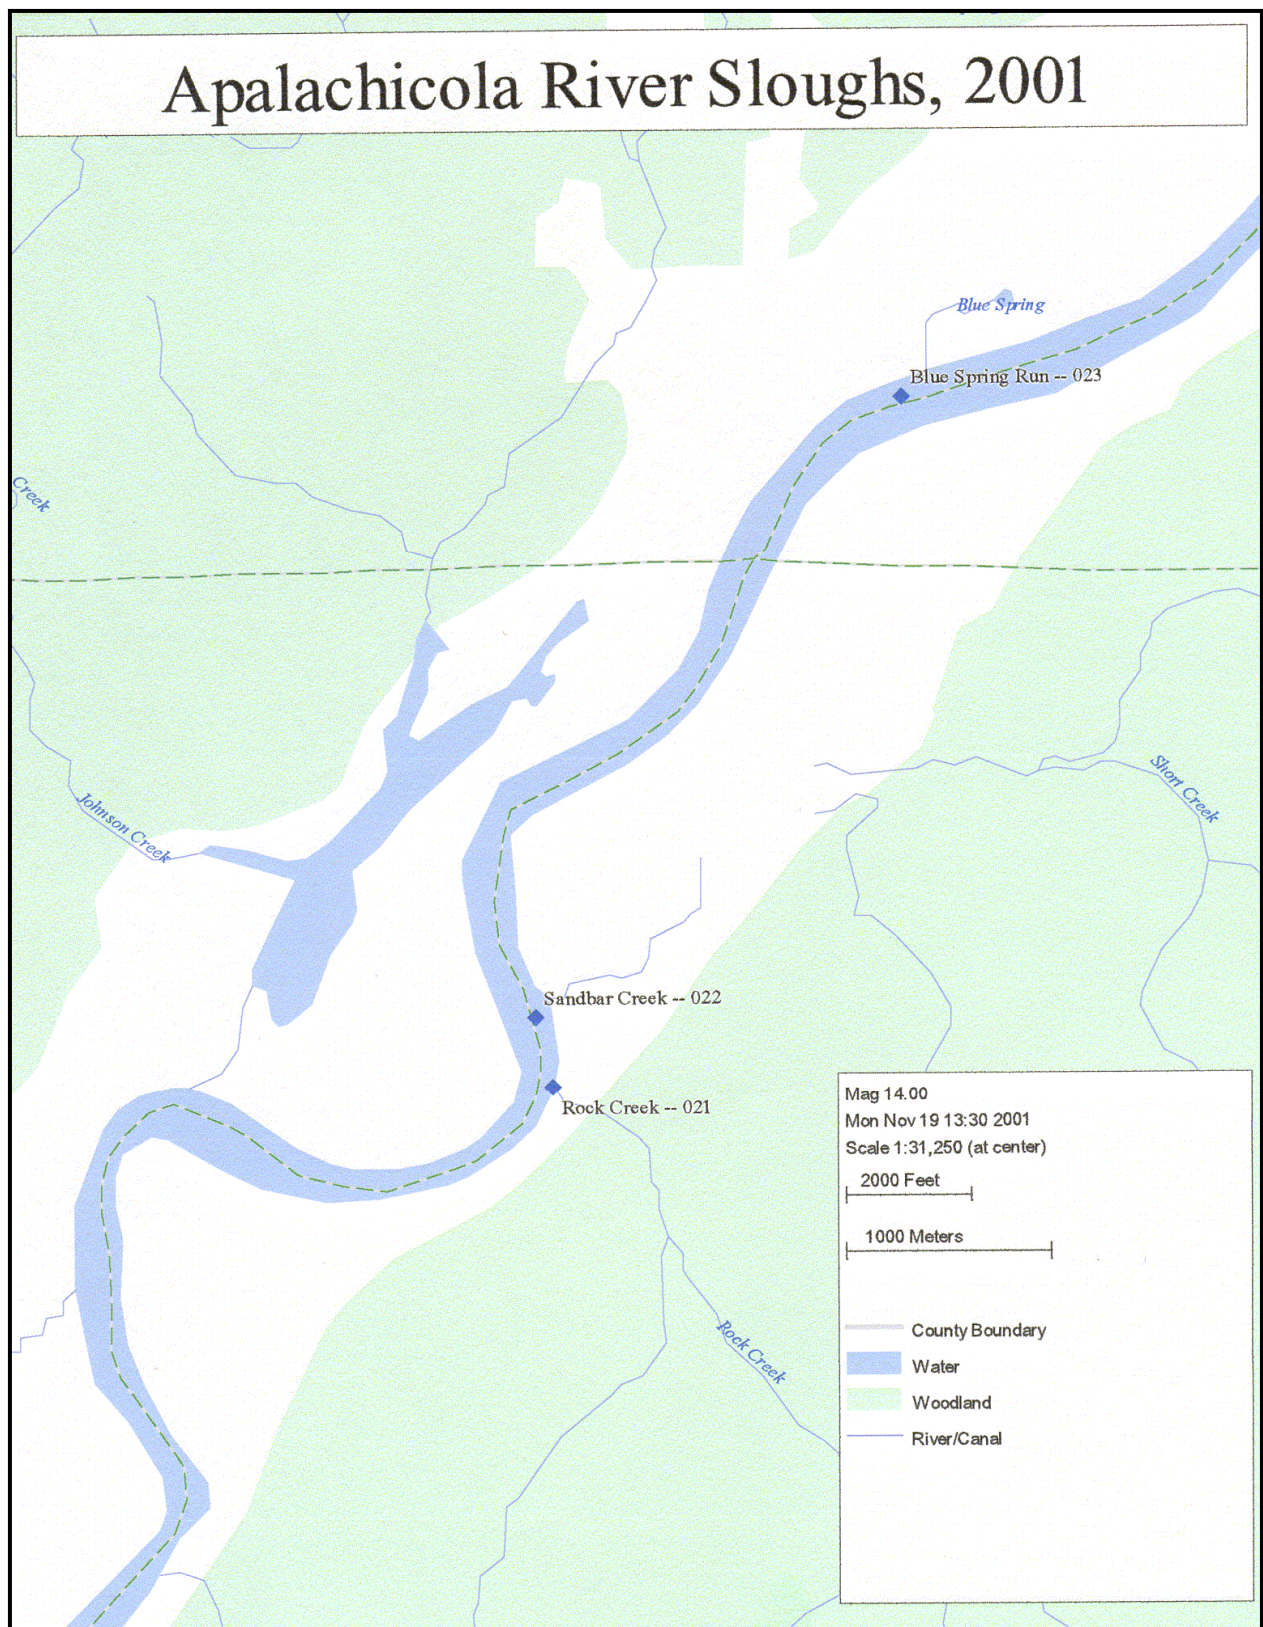 Apalachicola River Sloughs, 2001
Blue Spring
Blue Spring Run -- 023
Creek
Short Creek
Johnson Creek
Sandbar Creek -- 022
Rock Creek -- 021
Rock Creek
Mag 14.00
Mon Nov 19 13:30 2001
Scale 1:31,250 (at center)
2000 Feet
1000 Meters
County Boundary
Water
Woodland
River/Canal